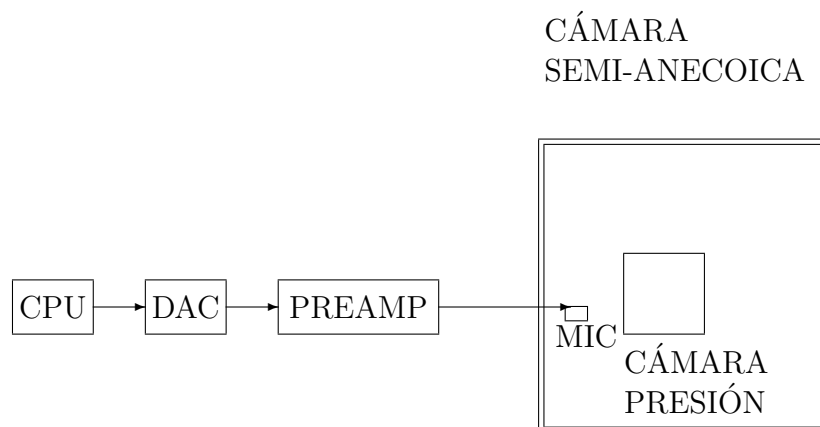 CÁMARA
SEMI-ANECOICA
CPU
DAC
PREAMP
MIC
CÁMARA
PRESIÓN